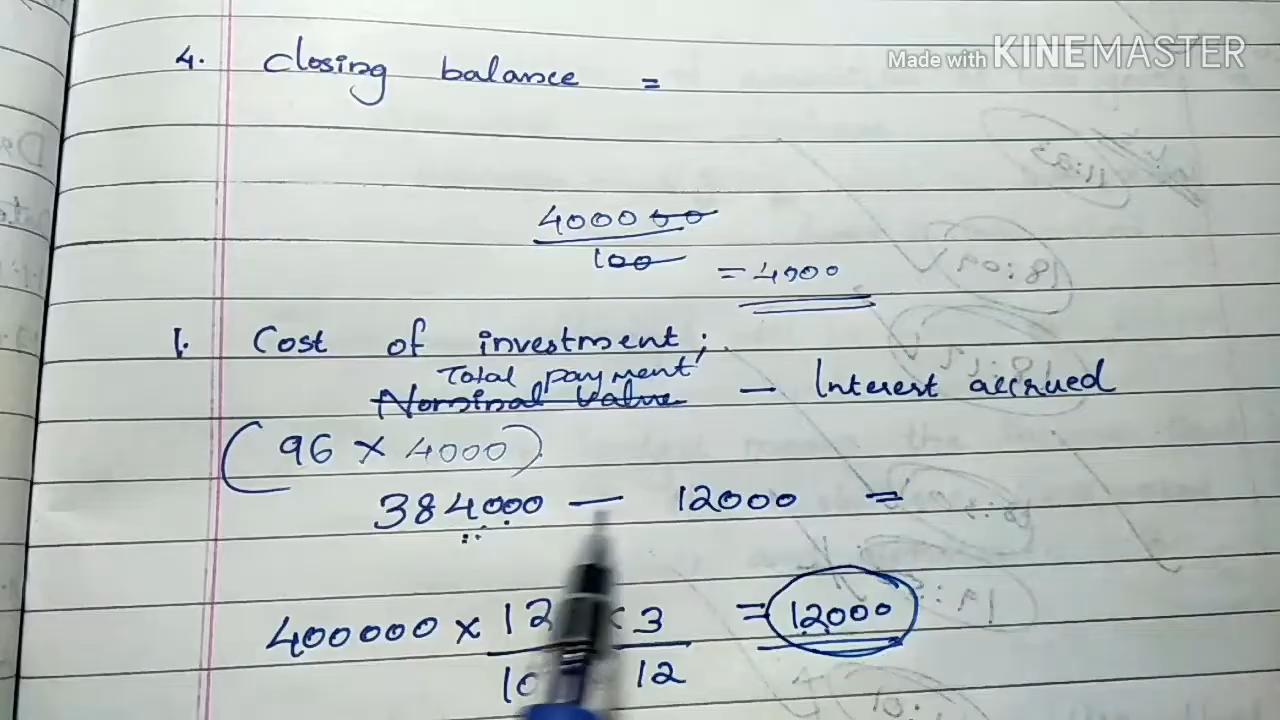 Made with KINEMASTER
4. Closing balance =
400000
100
= 4000
1. Cost of investment ;
Total payment
Nominal Value — Interest accrued
(96 × 4000)
384000 — 12000 =
400000 × 12 × 3 = 12000
10 12